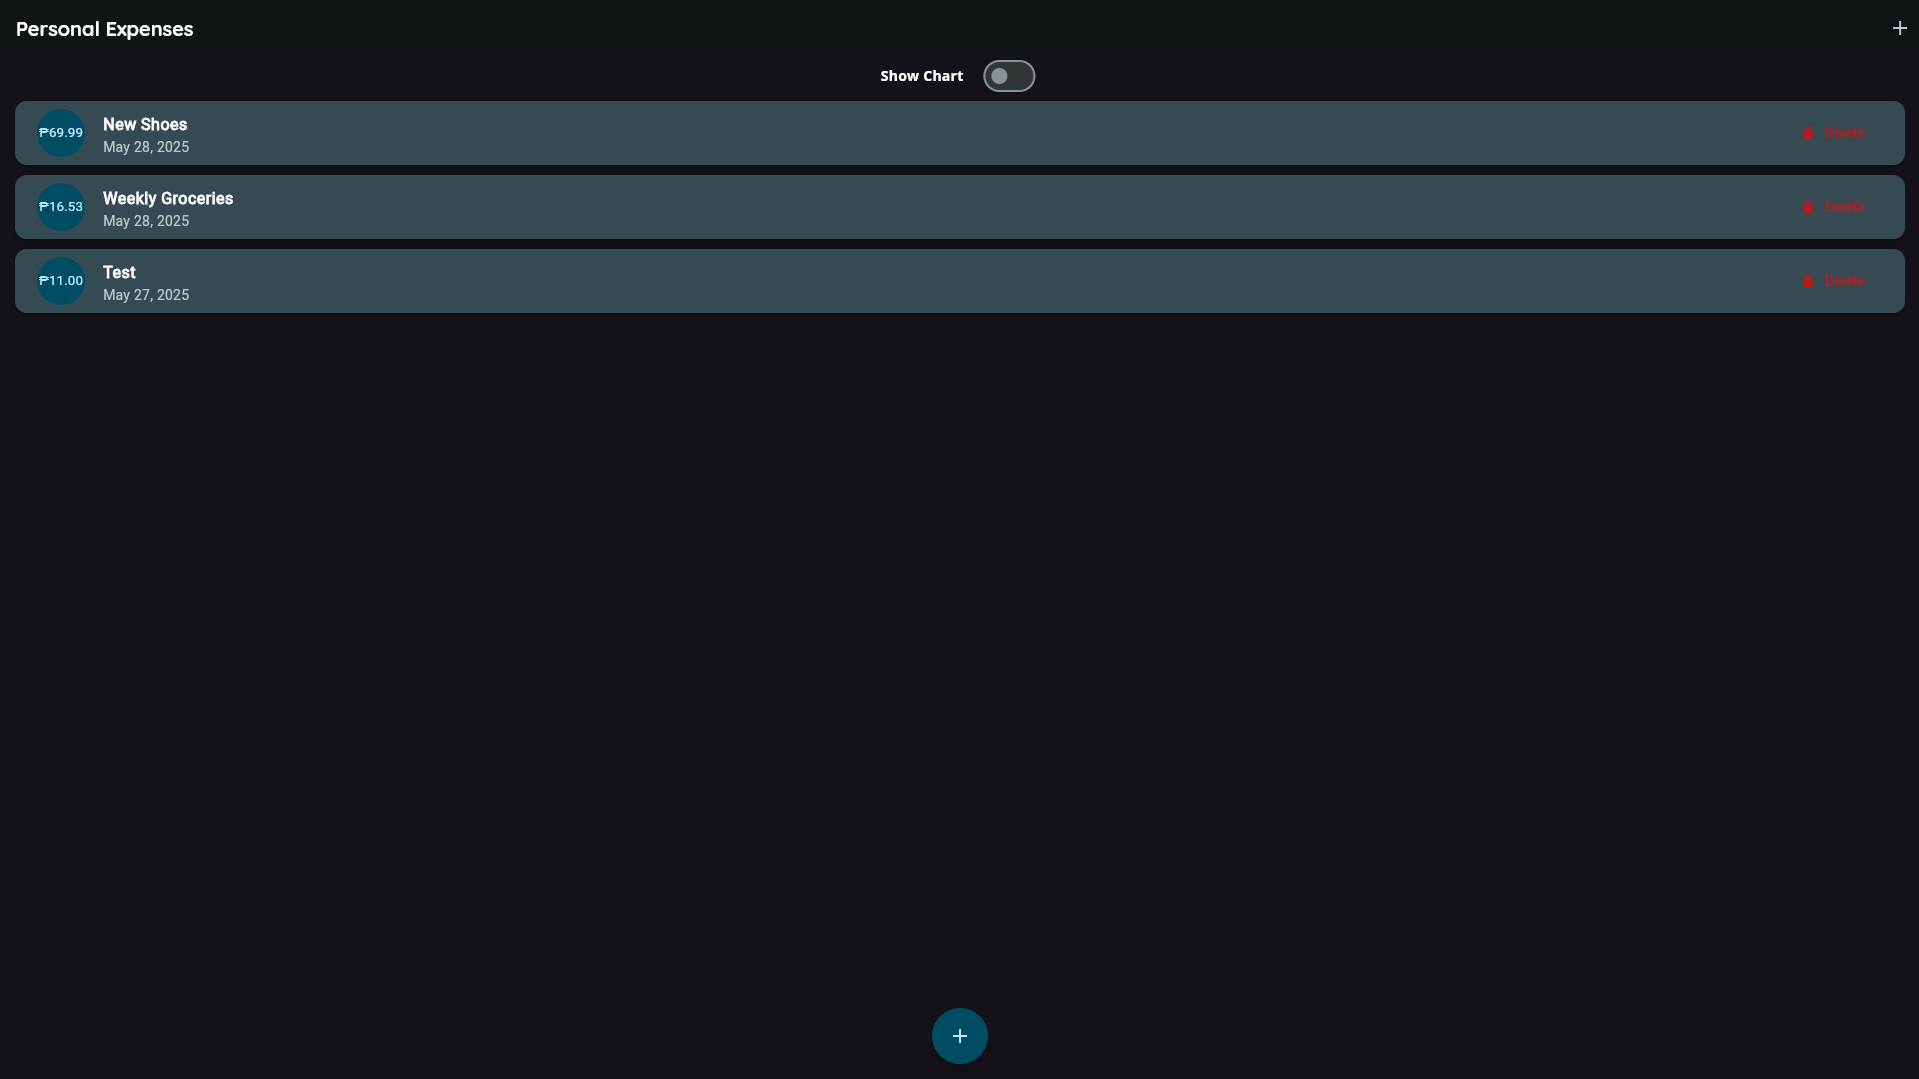 Personal Expenses
Show Chart
₱69.99
New Shoes
May 28, 2025
Delete
₱16.53
Weekly Groceries
May 28, 2025
Delete
₱11.00
Test
May 27, 2025
Delete